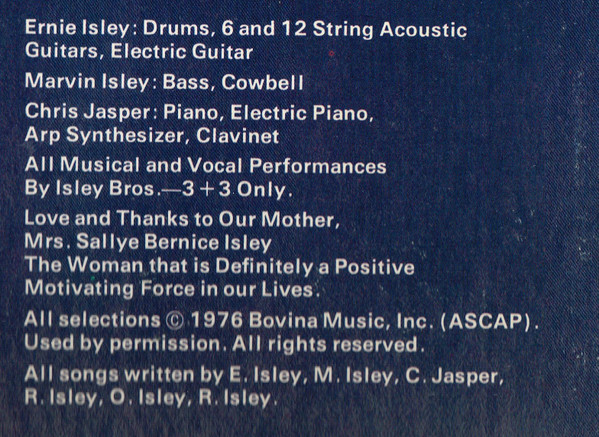 Ernie Isley: Drums, 6 and 12 String Acoustic
Guitars, Electric Guitar
Marvin Isley: Bass, Cowbell
Chris Jasper: Piano, Electric Piano,
Arp Synthesizer, Clavinet
All Musical and Vocal Performances
By Isley Bros.—3+3 Only.
Love and Thanks to Our Mother,
Mrs. Sallye Bernice Isley
The Woman that is Definitely a Positive
Motivating Force in our Lives.
All selections © 1976 Bovina Music, Inc. (ASCAP).
Used by permission. All rights reserved.
All songs written by E. Isley, M. Isley, C. Jasper,
R. Isley, O. Isley, R. Isley.